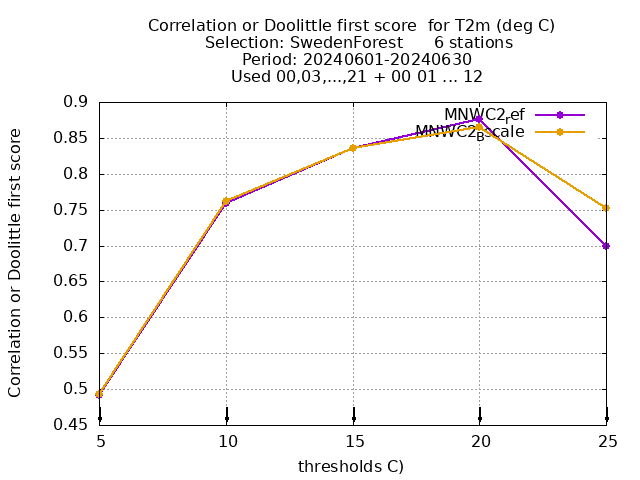 Correlation or Doolittle first score  for T2m (deg C)
Selection: SwedenForest      6 stations
Period: 20240601-20240630
Used 00,03,...,21 + 00 01 ... 12
Correlation or Doolittle first score
0.9
0.85
0.8
0.75
0.7
0.65
0.6
0.55
0.5
0.45
MNWC2ref
MNWC2Bscale
5
10
15
20
25
thresholds C)